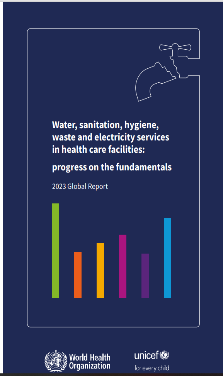 Water, sanitation, hygiene,
waste and electricity services
in health care facilities:
progress on the fundamentals
2023 Global Report
World Health
Organization
unicef
for every child